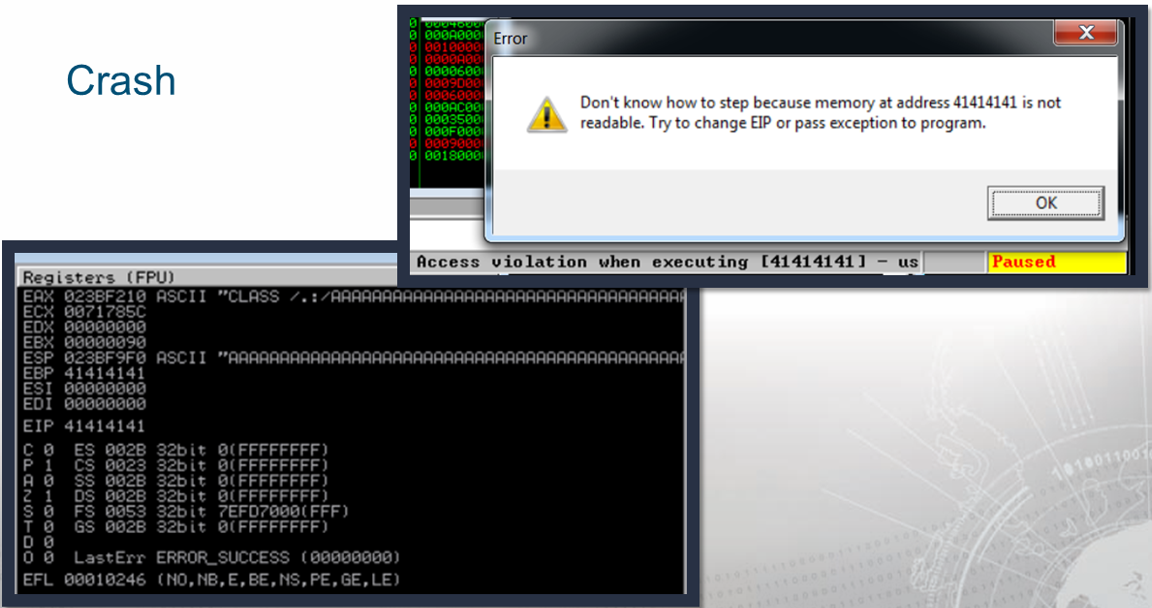 Crash
Error
Don't know how to step because memory at address 41414141 is not
readable. Try to change EIP or pass exception to program.
OK
Access violation when executing [41414141] - us
Paused
Registers (FPU)
EAX 023BF210 ASCII "CLASS /.:/AAAAAAAAAAAAAAAAAAAAAAAAAAAAAAAAAAAAAAAAAA
ECX 0071785C
EDX 00000000
EBX 00000090
ESP 023BF9F0 ASCII "AAAAAAAAAAAAAAAAAAAAAAAAAAAAAAAAAAAAAAAAAAAAAAAAAAAA
EBP 41414141
ESI 00000000
EDI 00000000
EIP 41414141
C 0 ES 002B 32bit 0(FFFFFFFF)
P 1 CS 0023 32bit 0(FFFFFFFF)
A 0 SS 002B 32bit 0(FFFFFFFF)
Z 1 DS 002B 32bit 0(FFFFFFFF)
S 0 FS 0053 32bit 7EFD7000(FFF)
T 0 GS 002B 32bit 0(FFFFFFFF)
D 0
O 0 LastErr ERROR_SUCCESS (00000000)
EFL 00010246 (NO,NB,E,BE,NS,PE,GE,LE)